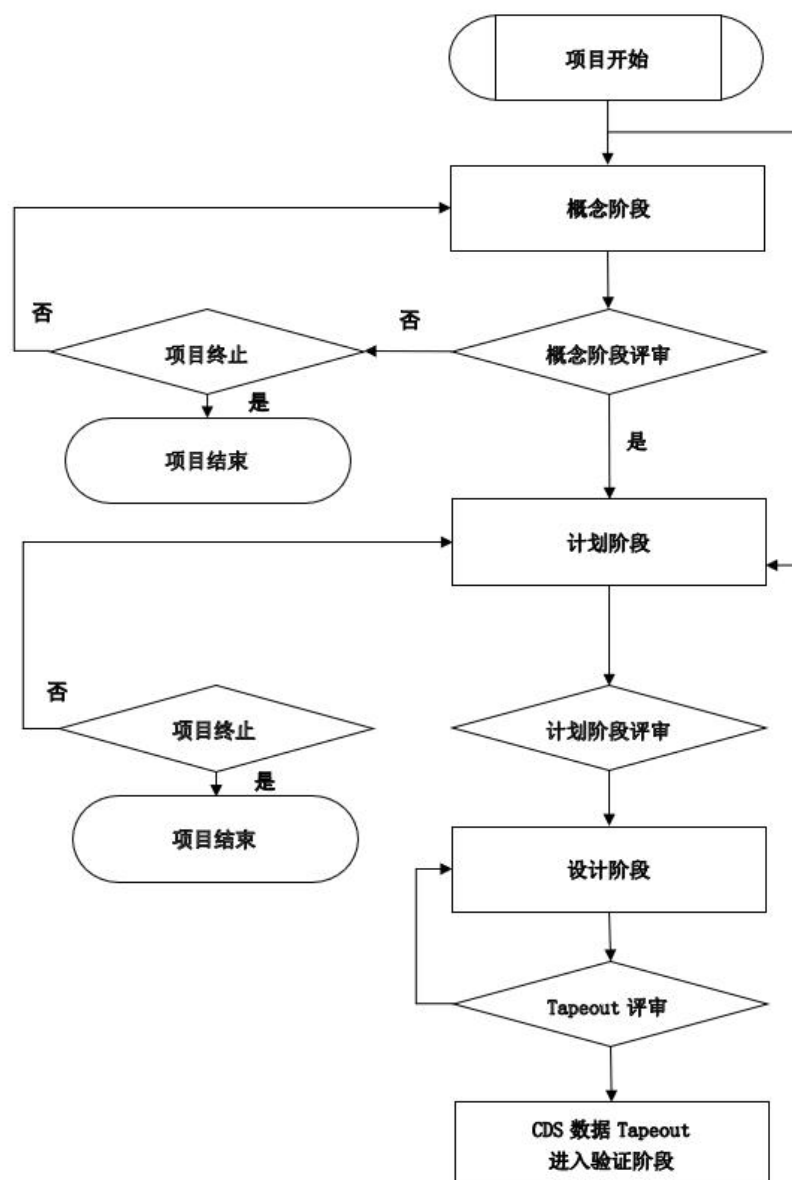 项目开始
概念阶段
否
项目终止
否
概念阶段评审
是
项目结束
是
计划阶段
否
项目终止
计划阶段评审
是
项目结束
设计阶段
Tapeout 评审
CDS 数据 Tapeout
进入验证阶段